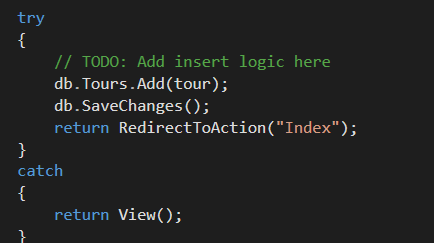 try
{
    // TODO: Add insert logic here
    db.Tours.Add(tour);
    db.SaveChanges();
    return RedirectToAction("Index");
}
catch
{
    return View();
}